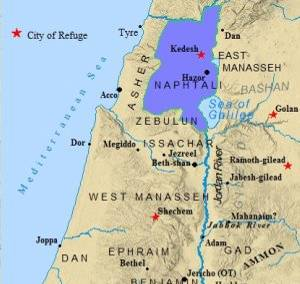 City of Refuge
Tyre
Dan
Kedesh
EAST
MANASSEH
Hazor
NAPHTALI
ASHER
BASHAN
Acco
Sea of
Galilee
Golan
ZEBULUN
Mediterranean Sea
ISSACHAR
Dor
Megiddo
Jezreel
Beth-shan
Ramoth-gilead
Jordan River
Jabesh-gilead
WEST MANASSEH
Shechem
Mahanaim?
Jabbok River
Joppa
Adam
GAD
AMMON
DAN
EPHRAIM
Bethel
Jericho (OT)
BENJAMIN